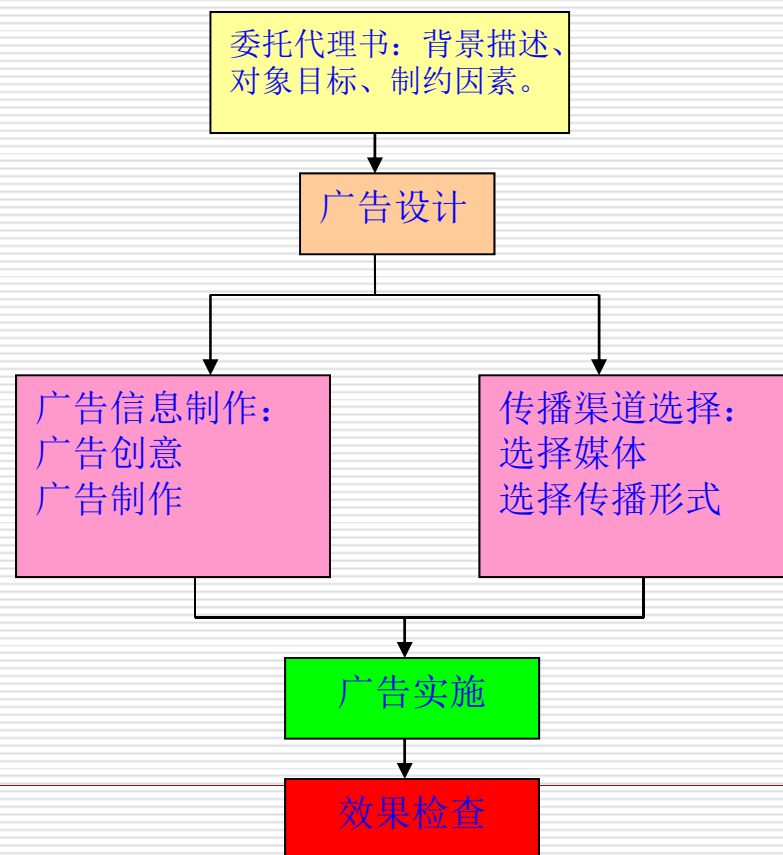 委托代理书：背景描述、
对象目标、制约因素。
广告设计
广告信息制作：
广告创意
广告制作
传播渠道选择：
选择媒体
选择传播形式
广告实施
效果检查